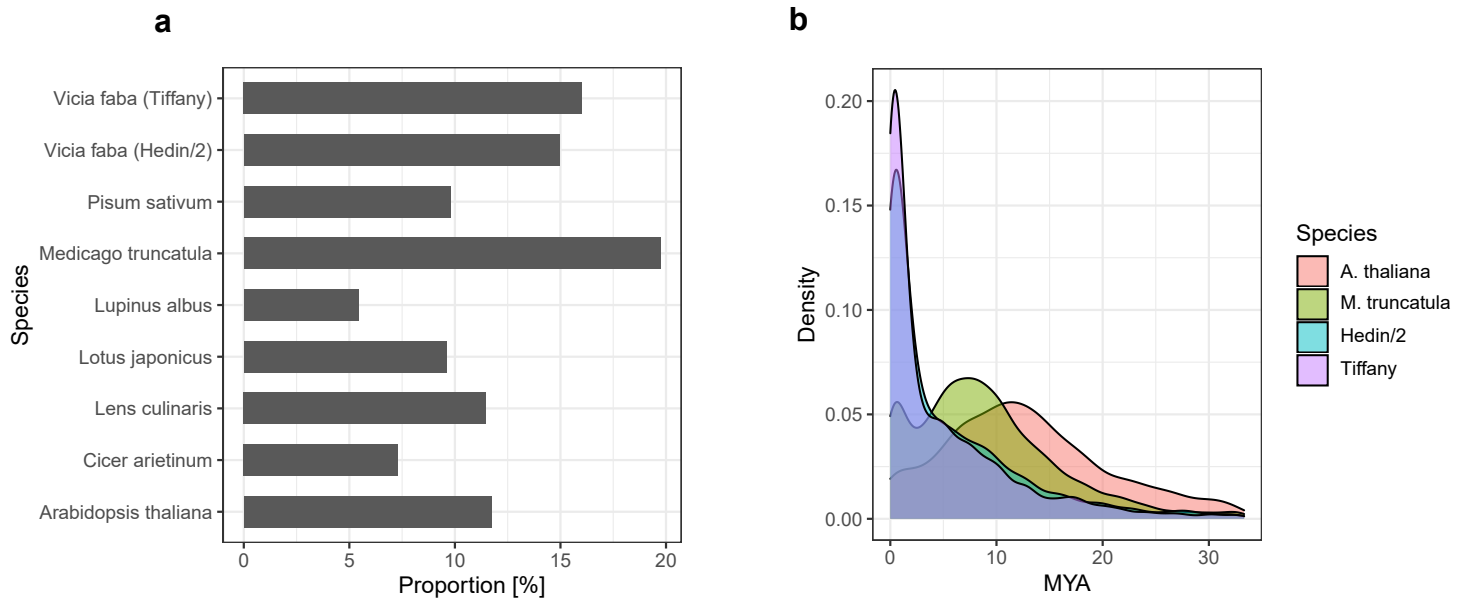 a
Species
Vicia faba (Tiffany)
Vicia faba (Hedin/2)
Pisum sativum
Medicago truncatula
Lupinus albus
Lotus japonicus
Lens culinaris
Cicer arietinum
Arabidopsis thaliana
0 5 10 15 20
Proportion [%]
b
Density
0.20
0.15
0.10
0.05
0.00
0 10 20 30
MYA
Species
A. thaliana
M. truncatula
Hedin/2
Tiffany